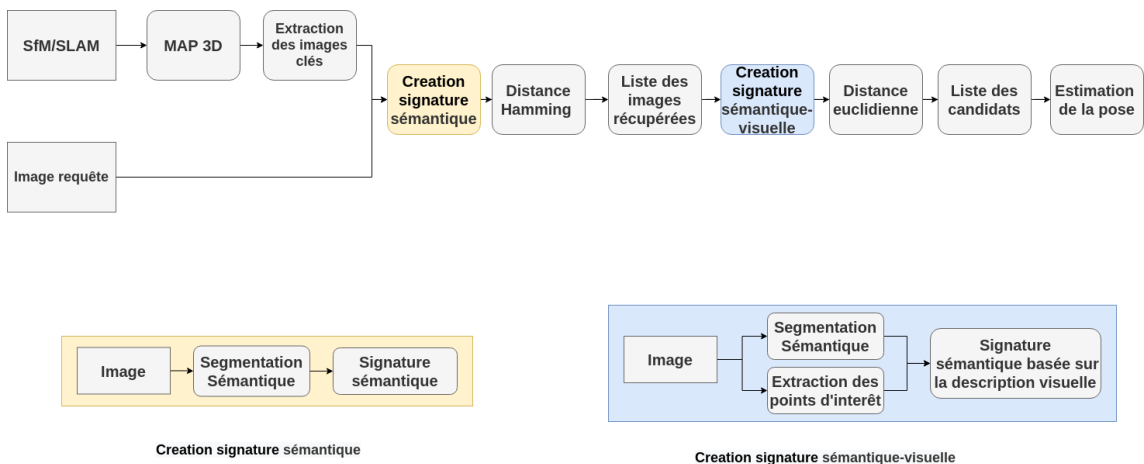 SfM/SLAM
MAP 3D
Extraction
des images
clés
Creation
signature
sémantique
Distance
Hamming
Liste des
images
récupérées
Creation
signature
sémantique-
visuelle
Distance
euclidienne
Liste des
candidats
Estimation
de la pose
Image requête
Image
Segmentation
Sémantique
Signature
sémantique
Creation signature sémantique
Image
Segmentation
Sémantique
Extraction des
points d'interêt
Signature
sémantique basée sur
la description visuelle
Creation signature sémantique-visuelle